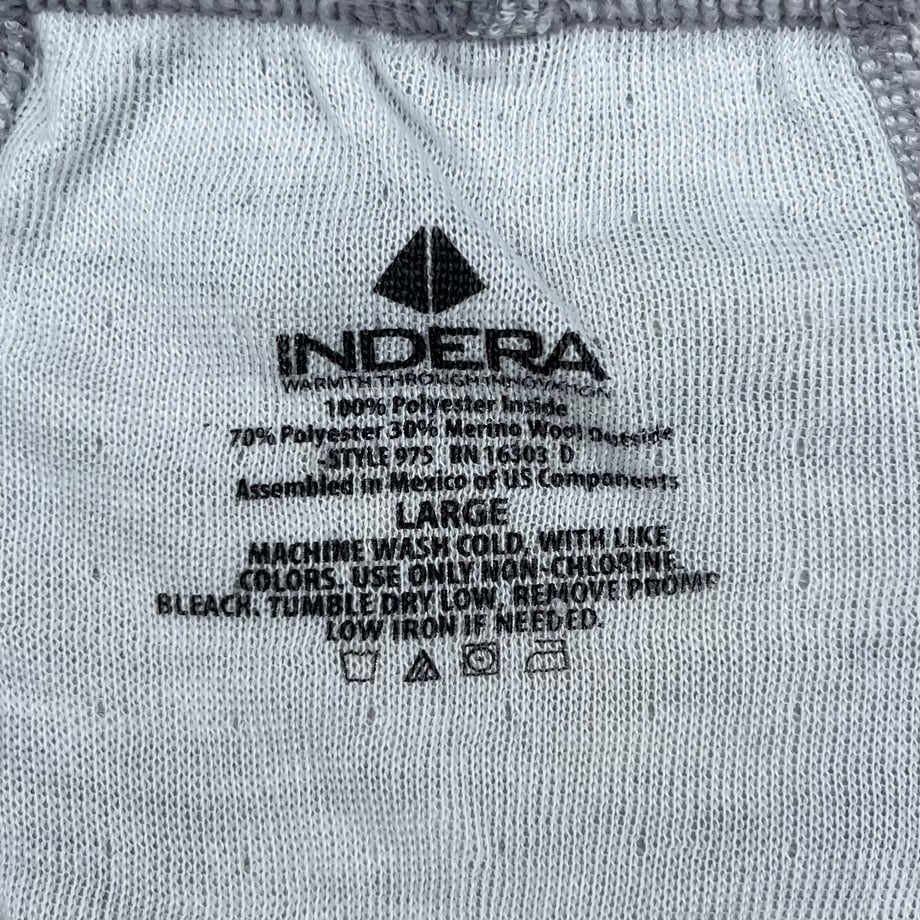 INDERA
WARMTH THROUGH INNOVATION
100% Polyester Inside
70% Polyester 30% Merino Wool Outside
-STYLE 975 RN 16303 D
Assembled in Mexico of US Components
LARGE
MACHINE WASH COLD, WITH LIKE
COLORS. USE ONLY NON-CHLORINE
BLEACH. TUMBLE DRY LOW, REMOVE PROMP
LOW IRON IF NEEDED.